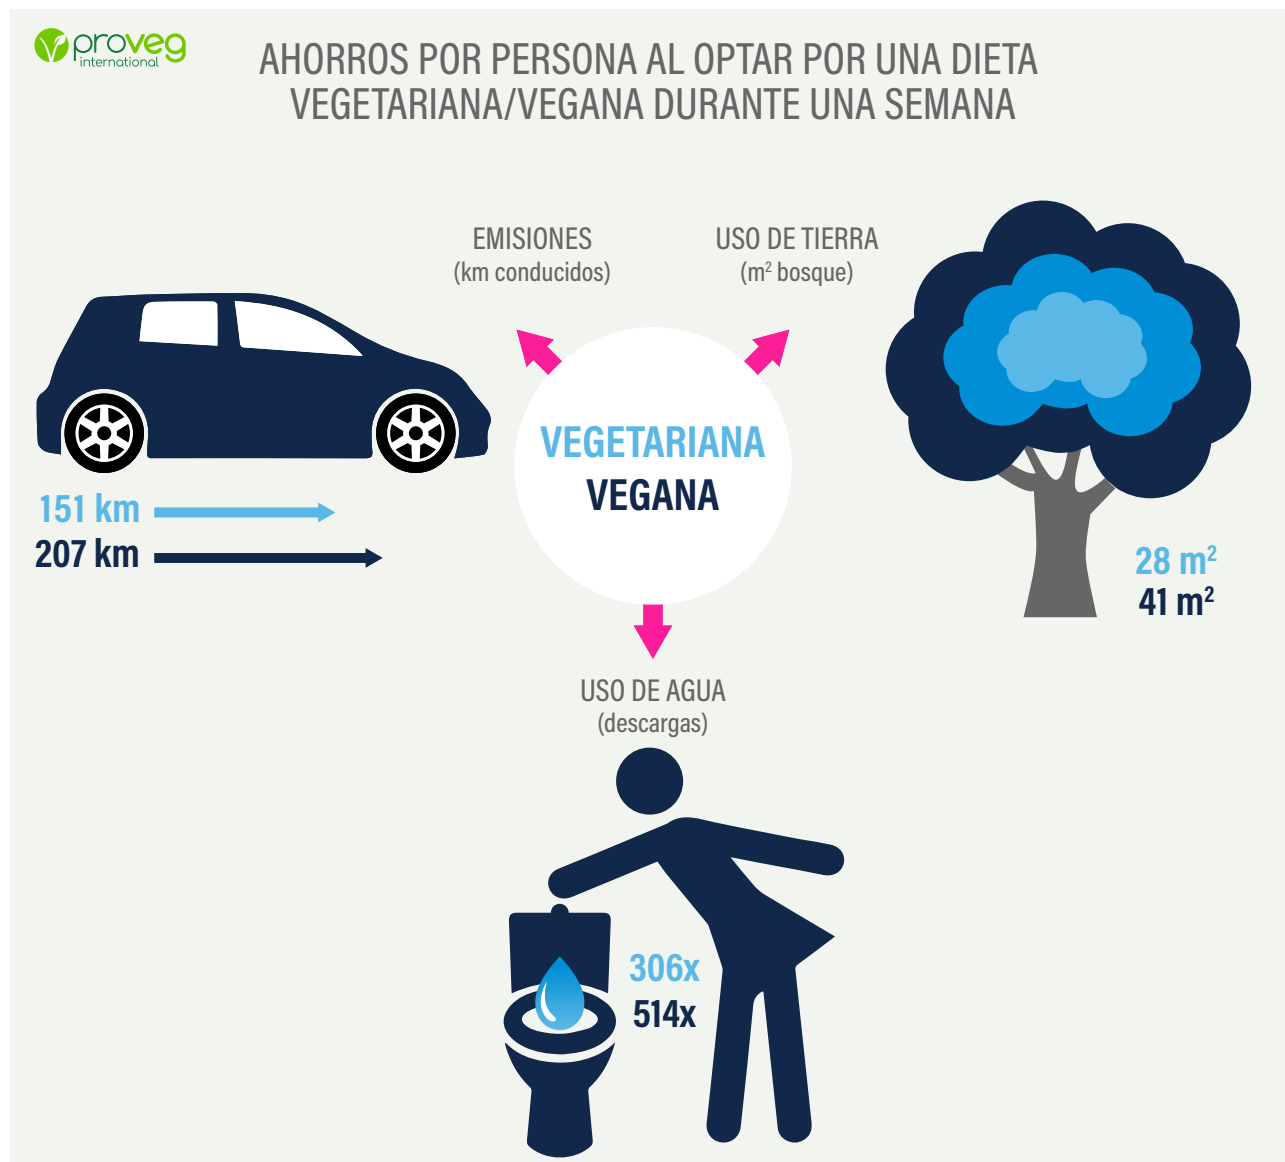 proveg
international
AHORROS POR PERSONA AL OPTAR POR UNA DIETA
VEGETARIANA/VEGANA DURANTE UNA SEMANA
EMISIONES
(km conducidos)
USO DE TIERRA
(m² bosque)
VEGETARIANA
VEGANA
151 km
207 km
28 m²
41 m²
USO DE AGUA
(descargas)
306x
514x